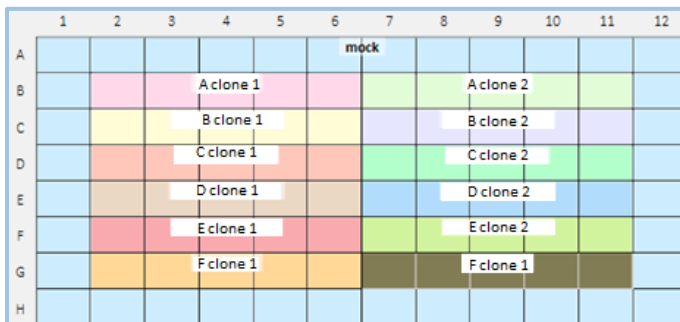 1 2 3 4 5 6 7 8 9 10 11 12
A mock
B A clone 1 A clone 2
C B clone 1 B clone 2
D C clone 1 C clone 2
E D clone 1 D clone 2
F E clone 1 E clone 2
G F clone 1 F clone 1
H